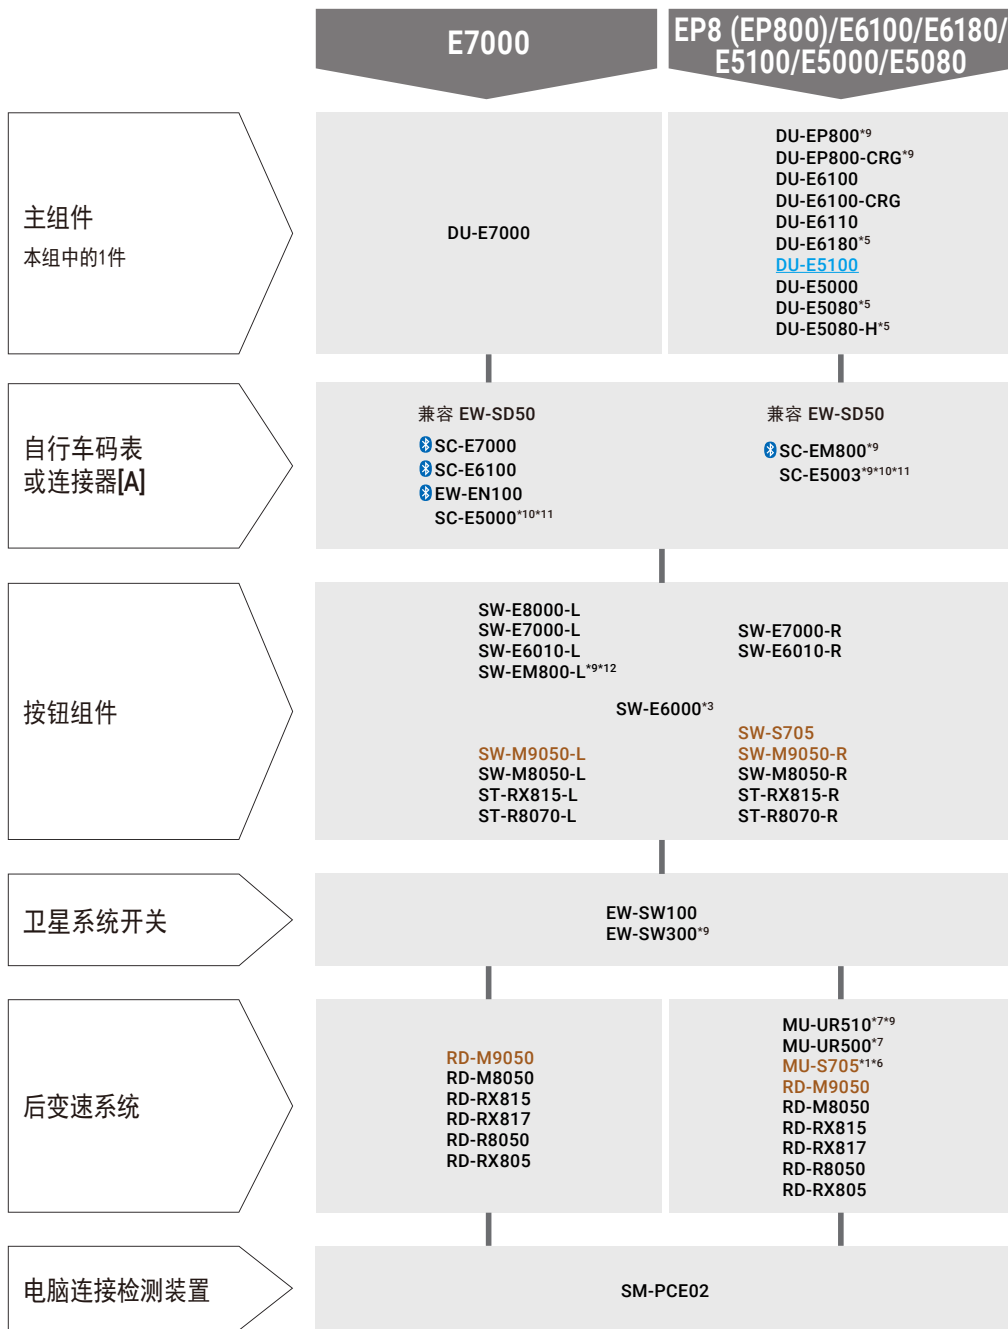 E7000
EP8 (EP800)/E6100/E6180/
E5100/E5000/E5080
主组件
本组中的1件
DU-E7000
DU-EP800*9
DU-EP800-CRG*9
DU-E6100
DU-E6100-CRG
DU-E6110
DU-E6180*5
DU-E5100
DU-E5000
DU-E5080*5
DU-E5080-H*5
自行车码表
或连接器[A]
兼容 EW-SD50
SC-E7000
SC-E6100
EW-EN100
SC-E5000*10*11
兼容 EW-SD50
SC-EM800*9
SC-E5003*9*10*11
按钮组件
SW-E8000-L
SW-E7000-L
SW-E6010-L
SW-EM800-L*9*12
SW-E7000-R
SW-E6010-R
SW-E6000*3
SW-M9050-L
SW-M8050-L
ST-RX815-L
ST-R8070-L
SW-S705
SW-M9050-R
SW-M8050-R
ST-RX815-R
ST-R8070-R
卫星系统开关
EW-SW100
EW-SW300*9
后变速系统
RD-M9050
RD-M8050
RD-RX815
RD-RX817
RD-R8050
RD-RX805
MU-UR510*7*9
MU-UR500*7
MU-S705*1*6
RD-M9050
RD-M8050
RD-RX815
RD-RX817
RD-R8050
RD-RX805
电脑连接检测装置
SM-PCE02